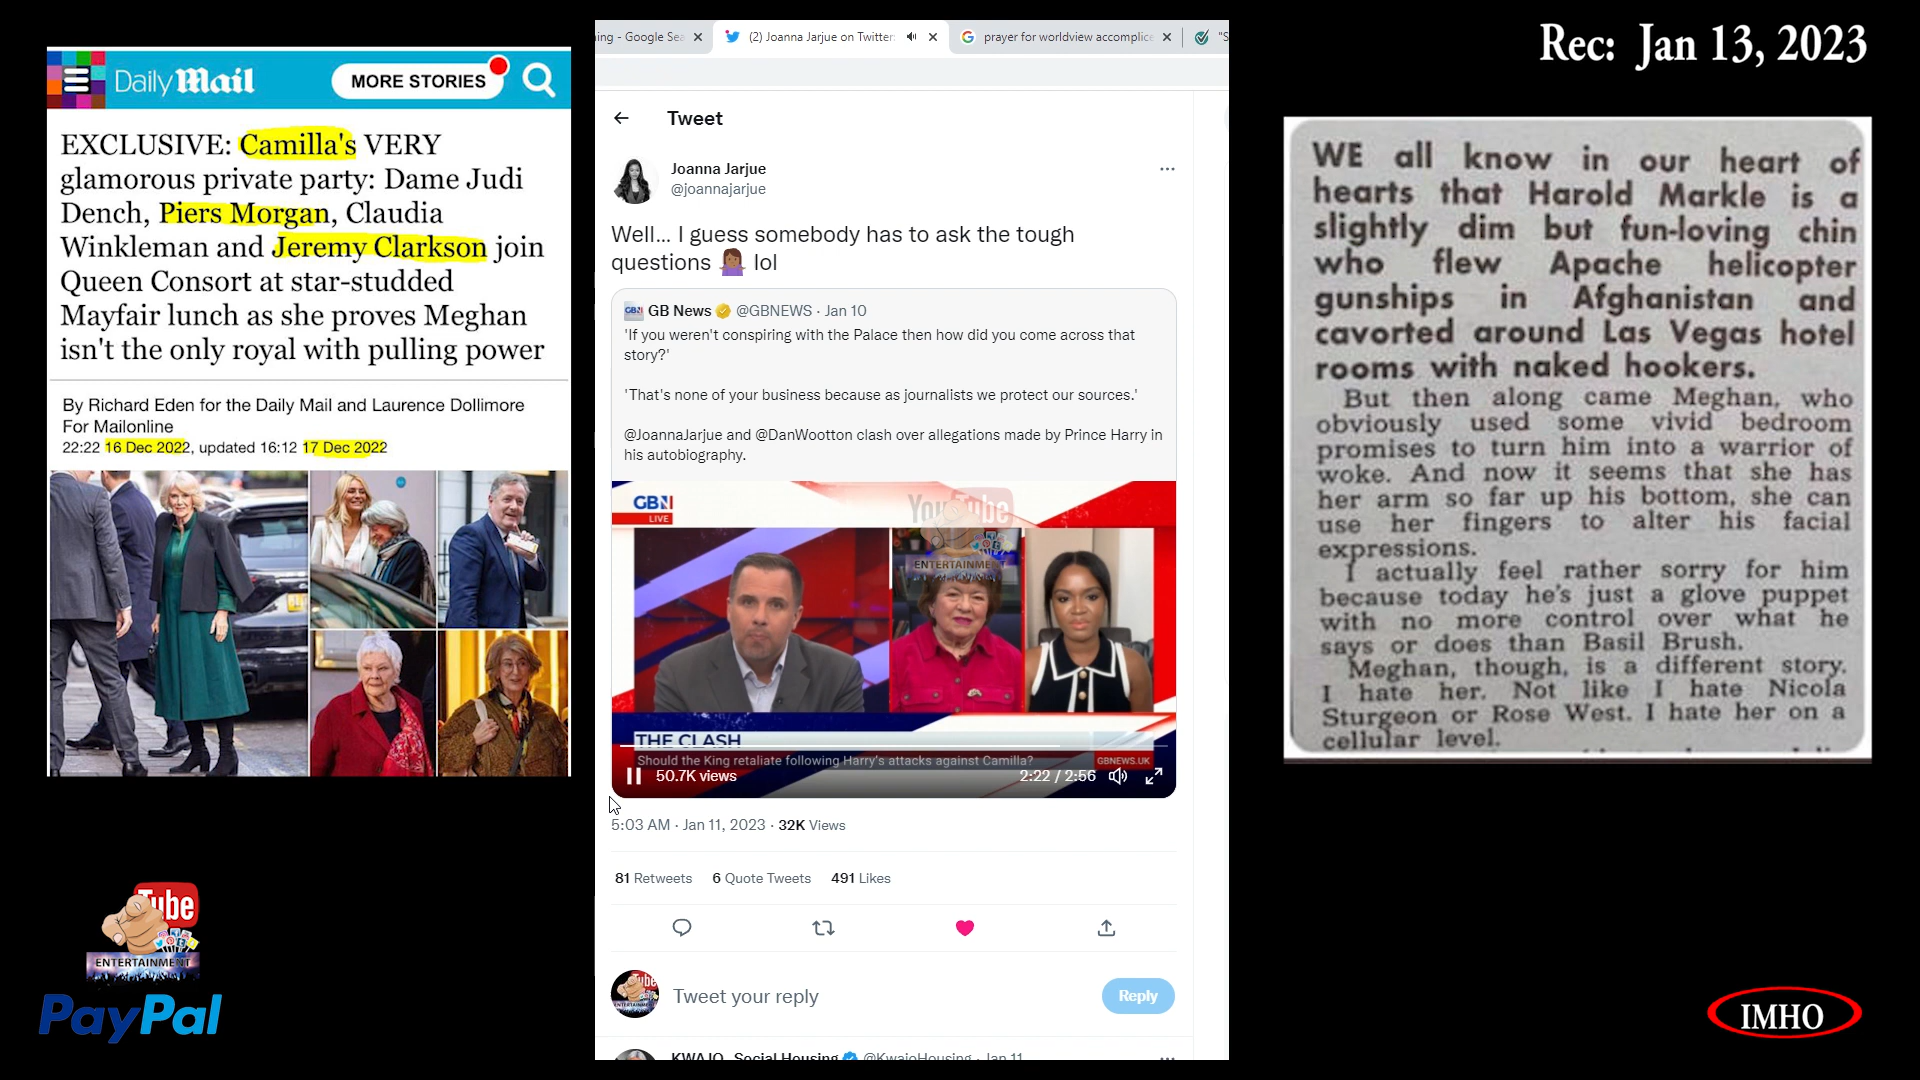 Rec: Jan 13, 2023
Daily Mail
MORE STORIES
EXCLUSIVE: Camilla's VERY
glamorous private party: Dame Judi
Dench, Piers Morgan, Claudia
Winkleman and Jeremy Clarkson join
Queen Consort at star-studded
Mayfair lunch as she proves Meghan
isn't the only royal with pulling power
By Richard Eden for the Daily Mail and Laurence Dollimore
For Mailonline
22:22 16 Dec 2022, updated 16:12 17 Dec 2022
Tube
ENTERTAINMENT
PayPal
ing - Google Sea
(2) Joanna Jarjue on Twitter:
prayer for worldview accomplice
"S
Tweet
Joanna Jarjue
@joannajarjue
Well... I guess somebody has to ask the tough
questions 🤷🏾‍♀️ lol
GB News @GBNEWS · Jan 10
'If you weren't conspiring with the Palace then how did you come across that
story?'
'That's none of your business because as journalists we protect our sources.'
@JoannaJarjue and @DanWootton clash over allegations made by Prince Harry in
his autobiography.
GBN
LIVE
YouTube
ENTERTAINMENT
THE CLASH
Should the King retaliate following Harry's attacks against Camilla?
GBNEWS.UK
50.7K views
2:22 / 2:56
5:03 AM · Jan 11, 2023 · 32K Views
81 Retweets 6 Quote Tweets 491 Likes
Tweet your reply
Reply
KWAJO- Social Housing @KwajoHousing · Jan 11
WE all know in our heart of
hearts that Harold Markle is a
slightly dim but fun-loving chin
who flew Apache helicopter
gunships in Afghanistan and
cavorted around Las Vegas hotel
rooms with naked hookers.
But then along came Meghan, who
obviously used some vivid bedroom
promises to turn him into a warrior of
woke. And now it seems that she has
her arm so far up his bottom, she can
use her fingers to alter his facial
expressions.
I actually feel rather sorry for him
because today he's just a glove puppet
with no more control over what he
says or does than Basil Brush.
Meghan, though, is a different story.
I hate her. Not like I hate Nicola
Sturgeon or Rose West. I hate her on a
cellular level.
IMHO